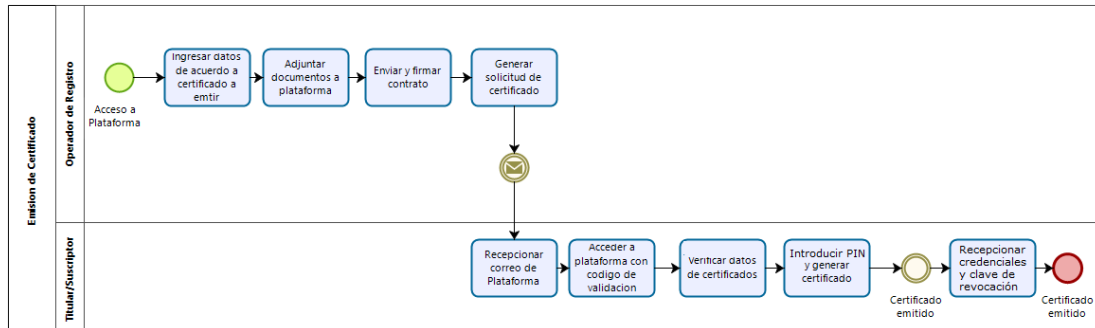 Emision de Certificado
Operador de Registro
Acceso a
Plataforma
Ingresar datos
de acuerdo a
certificado a
emtir
Adjuntar
documentos a
plataforma
Enviar y firmar
contrato
Generar
solicitud de
certificado
Titular/Suscriptor
Recepcionar
correo de
Plataforma
Acceder a
plataforma con
codigo de
validacion
Verificar datos
de certificados
Introducir PIN
y generar
certificado
Certificado
emitido
Recepcionar
credenciales
y clave de
revocación
Certificado
emitido